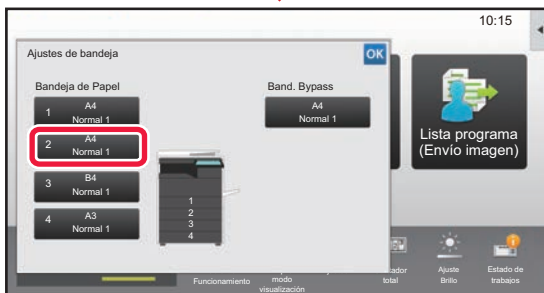 10:15
Ajustes de bandeja
OK
Bandeja de Papel
Band. Bypass
1 A4
Normal 1
A4
Normal 1
2 A4
Normal 1
3 B4
Normal 1
4 A3
Normal 1
1
2
3
4
Lista programa
(Envío imagen)
Funcionamiento
modo
visualización
total
Ajuste
Brillo
Estado de
trabajos